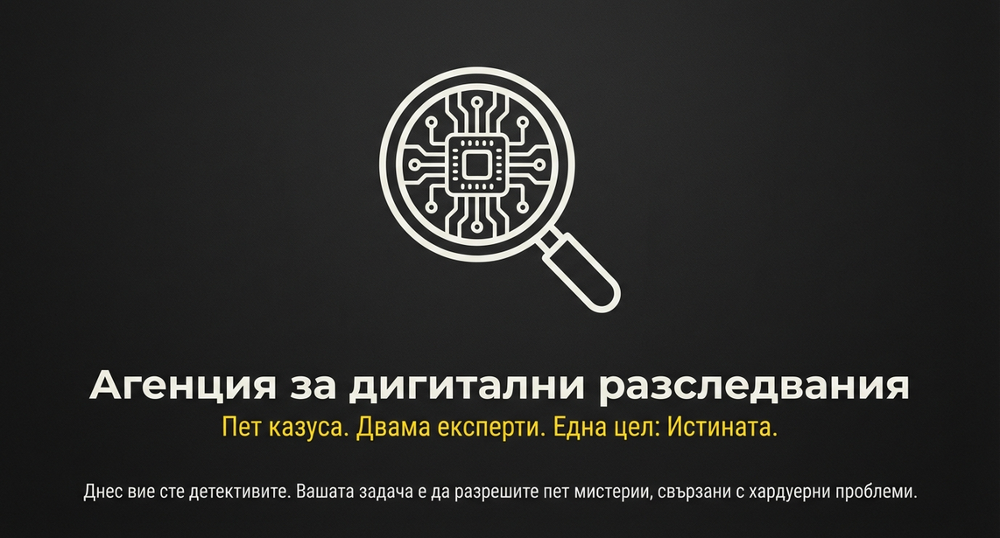 Агенция за дигитални разследвания
Пет казуса. Двама експерти. Една цел: Истината.
Днес вие сте детективите. Вашата задача е да разрешите пет мистерии, свързани с хардуерни проблеми.